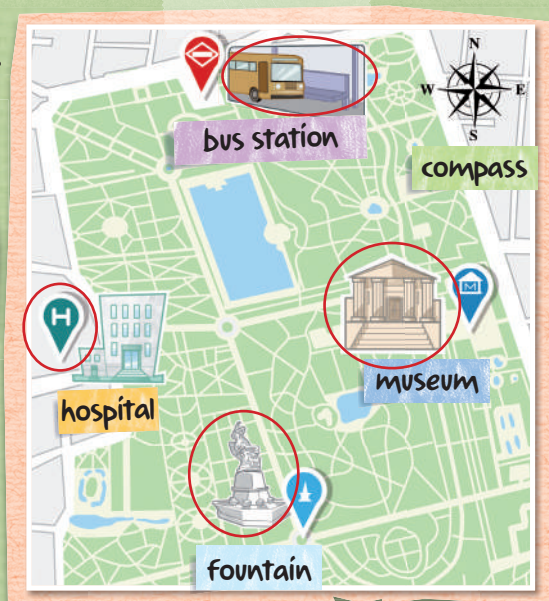 N
W E
S
bus station
compass
H
M
museum
hospital
fountain